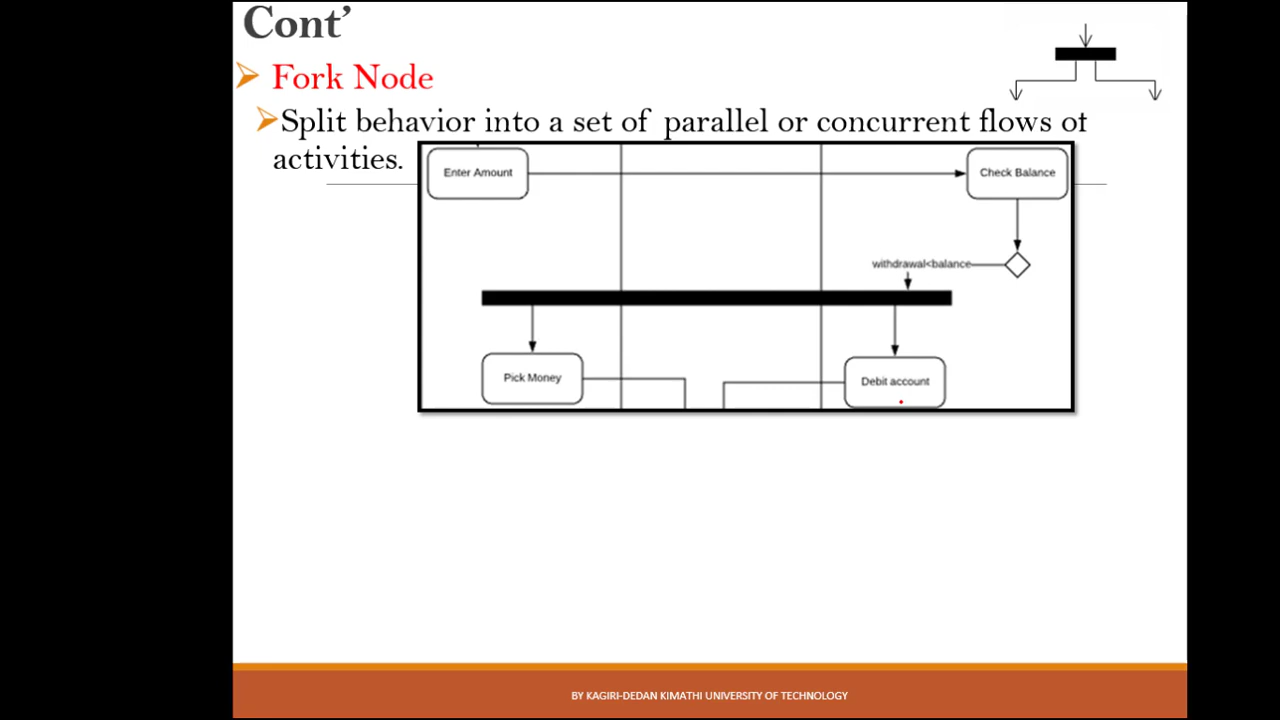 Cont’
Fork Node
Split behavior into a set of parallel or concurrent flows of
activities.
Enter Amount
Check Balance
withdrawal<balance
Pick Money
Debit account
BY KAGIRI-DEDAN KIMATHI UNIVERSITY OF TECHNOLOGY